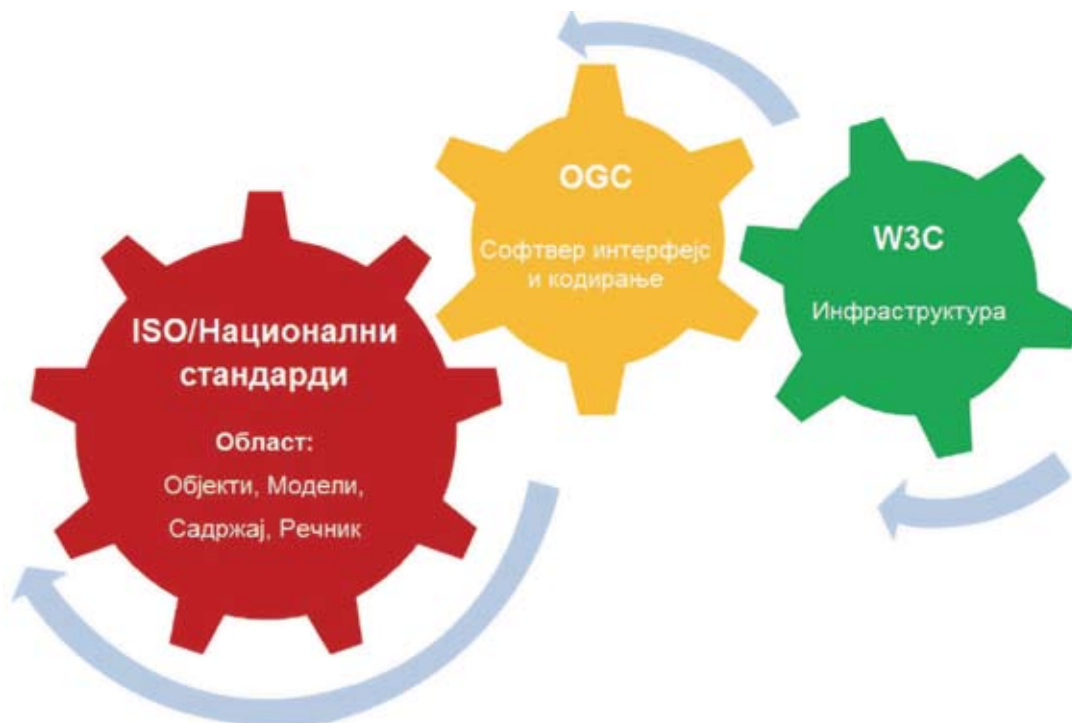 OGC
Софтвер интерфејс
и кодирање
W3C
Инфраструктура
ISO/Национални
стандарди
Област:
Објекти, Модели,
Садржај, Речник